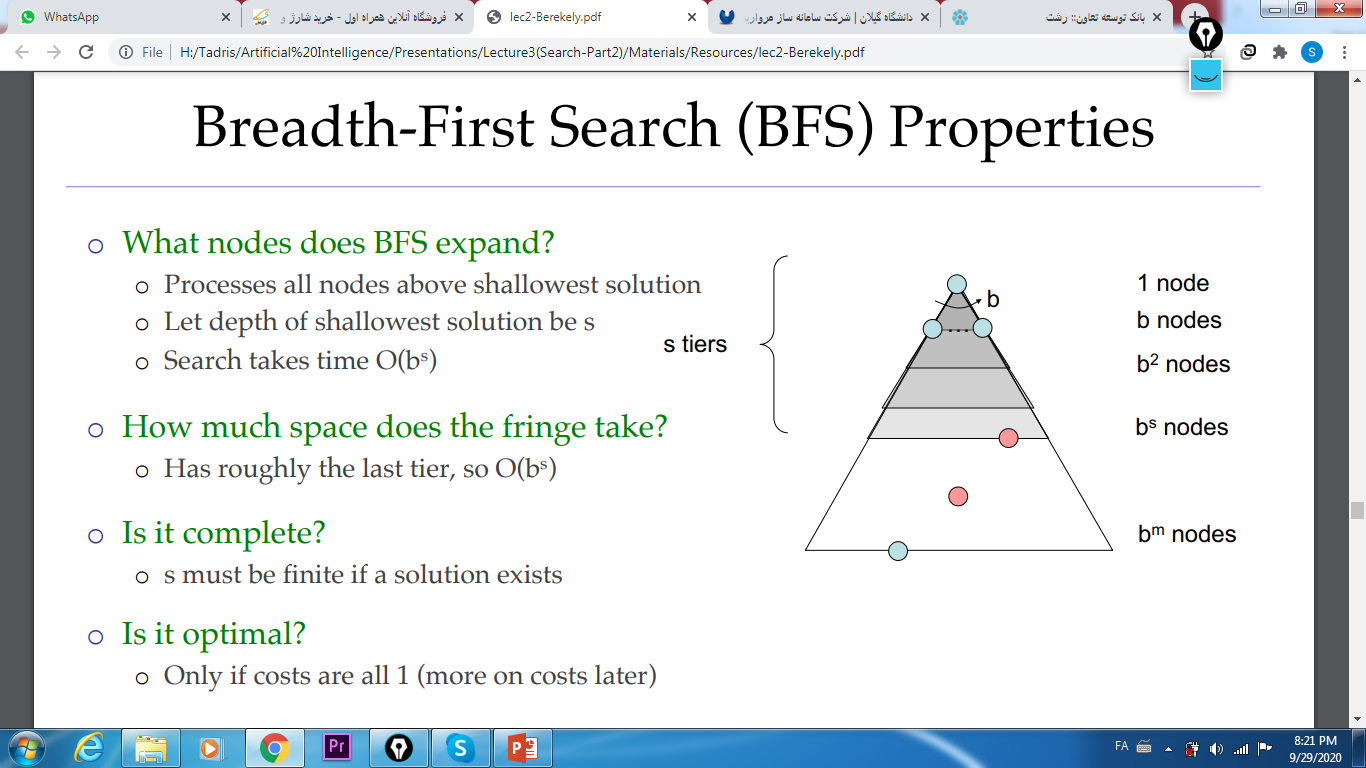 WhatsApp
فروشگاه آنلاین همراه اول - خرید شارژ و
lec2-Berekely.pdf
دانشگاه گیلان | شرکت سامانه ساز مروارید
بانک توسعه تعاون:: رشت
File | H:/Tadris/Artificial%20Intelligence/Presentations/Lecture3(Search-Part2)/Materials/Resources/lec2-Berekely.pdf
S
Breadth-First Search (BFS) Properties
What nodes does BFS expand?
Processes all nodes above shallowest solution
Let depth of shallowest solution be s
Search takes time O(bˢ)
How much space does the fringe take?
Has roughly the last tier, so O(bˢ)
Is it complete?
s must be finite if a solution exists
Is it optimal?
Only if costs are all 1 (more on costs later)
s tiers
b
1 node
b nodes
b² nodes
bˢ nodes
bᵐ nodes
Pr
S
P
FA
8:21 PM
9/29/2020